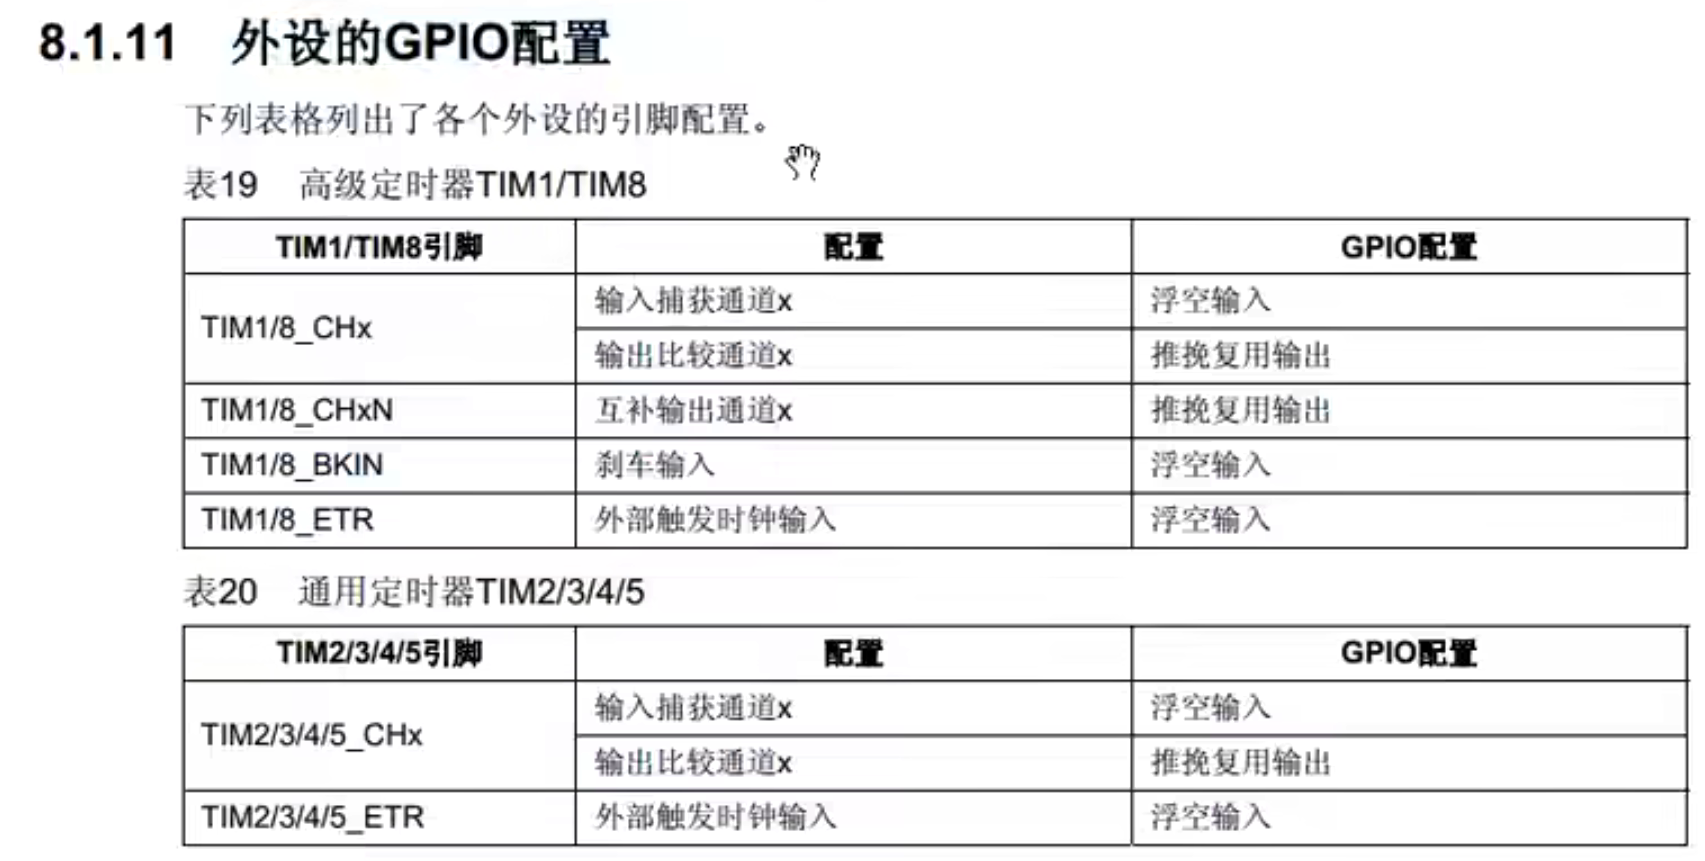 8.1.11 外设的GPIO配置
下列表格列出了各个外设的引脚配置。
表19 高级定时器TIM1/TIM8
TIM1/TIM8引脚 配置 GPIO配置
TIM1/8_CHx 输入捕获通道x 浮空输入
输出比较通道x 推挽复用输出
TIM1/8_CHxN 互补输出通道x 推挽复用输出
TIM1/8_BKIN 刹车输入 浮空输入
TIM1/8_ETR 外部触发时钟输入 浮空输入
表20 通用定时器TIM2/3/4/5
TIM2/3/4/5引脚 配置 GPIO配置
TIM2/3/4/5_CHx 输入捕获通道x 浮空输入
输出比较通道x 推挽复用输出
TIM2/3/4/5_ETR 外部触发时钟输入 浮空输入